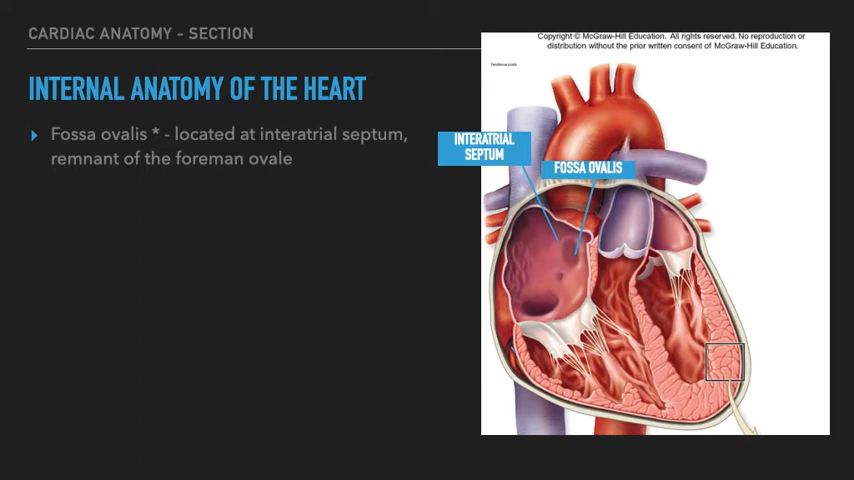 CARDIAC ANATOMY - SECTION
INTERNAL ANATOMY OF THE HEART
Fossa ovalis * - located at interatrial septum,
remnant of the foreman ovale
Copyright © McGraw-Hill Education. All rights reserved. No reproduction or
distribution without the prior written consent of McGraw-Hill Education.
Tendinous cords
INTERATRIAL
SEPTUM
FOSSA OVALIS